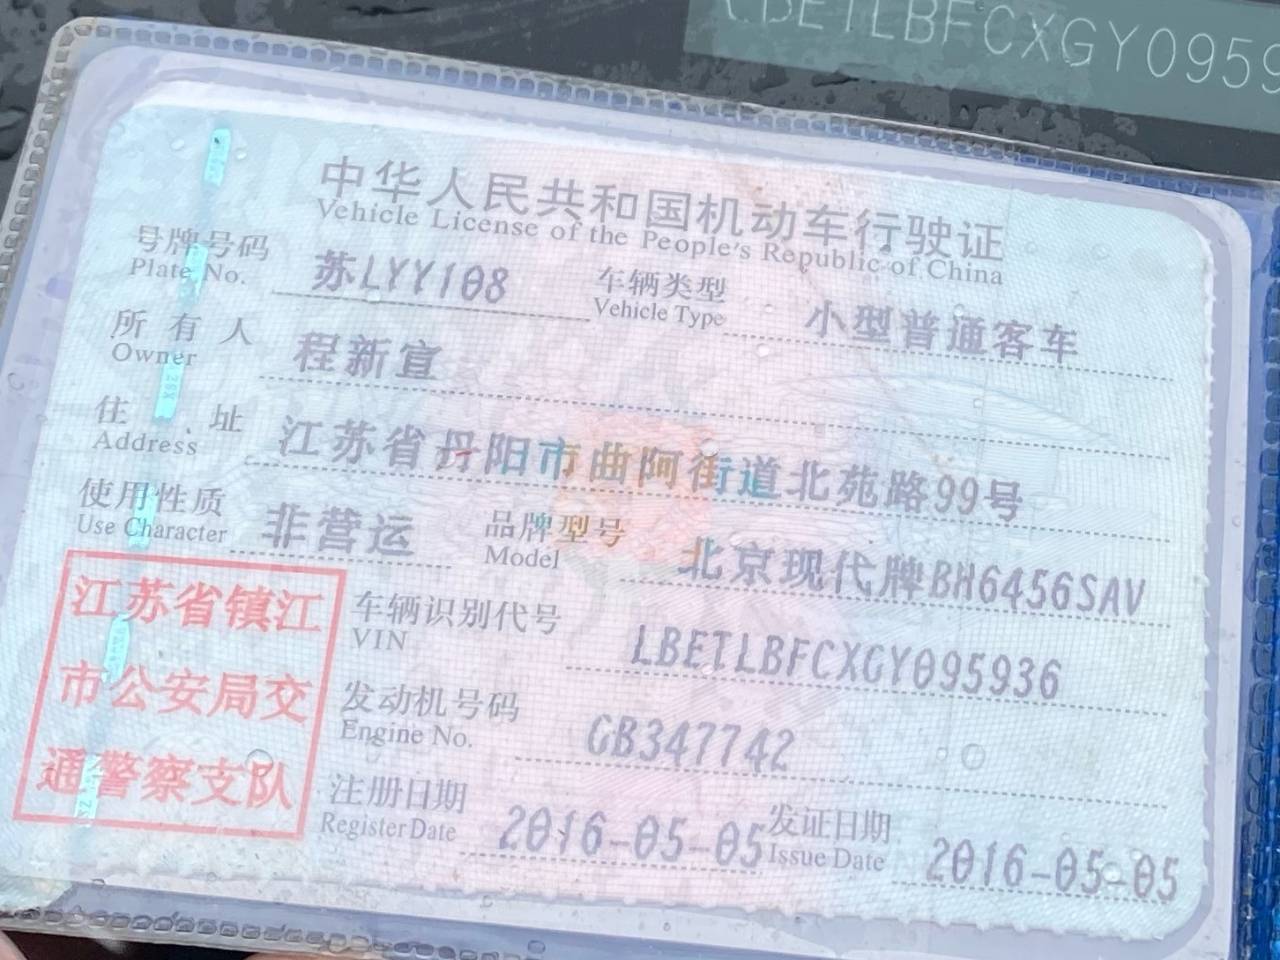 LBETLBFCXGY0959
中华人民共和国机动车行驶证
Vehicle License of the People's Republic of China
号牌号码 苏LYY108 车辆类型 小型普通客车
Plate No. Vehicle Type
所有人 程新宣
Owner
住址 江苏省丹阳市曲阿街道北苑路99号
Address
使用性质 非营运 品牌型号 北京现代牌BH6456SAV
Use Character Model
江苏省镇江
市公安局交
通警察支队
车辆识别代号 LBETLBFCXGY095936
VIN
发动机号码 GB347742
Engine No.
注册日期 2016-05-05 发证日期 2016-05-05
Register Date Issue Date